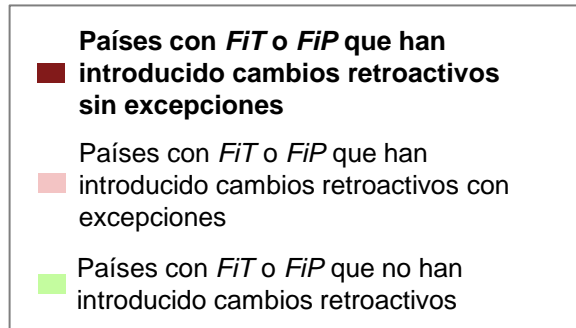 Países con FiT o FiP que han
introducido cambios retroactivos
sin excepciones
Países con FiT o FiP que han
introducido cambios retroactivos con
excepciones
Países con FiT o FiP que no han
introducido cambios retroactivos